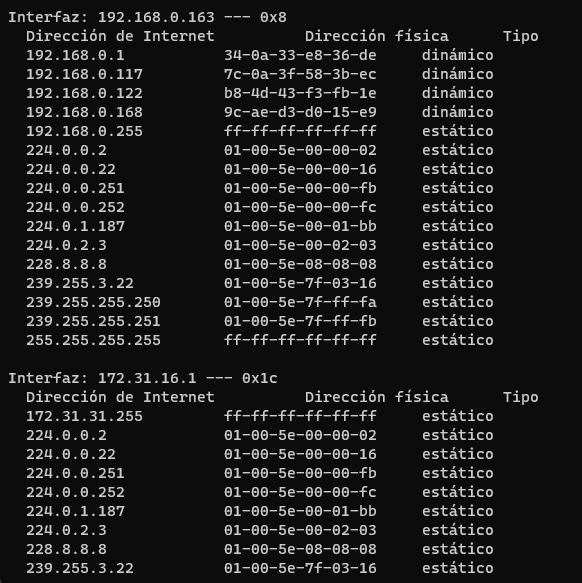 Interfaz: 192.168.0.163 --- 0x8
Dirección de Internet Dirección física Tipo
192.168.0.1 34-0a-33-e8-36-de dinámico
192.168.0.117 7c-0a-3f-58-3b-ec dinámico
192.168.0.122 b8-4d-43-f3-fb-1e dinámico
192.168.0.168 9c-ae-d3-d0-15-e9 dinámico
192.168.0.255 ff-ff-ff-ff-ff-ff estático
224.0.0.2 01-00-5e-00-00-02 estático
224.0.0.22 01-00-5e-00-00-16 estático
224.0.0.251 01-00-5e-00-00-fb estático
224.0.0.252 01-00-5e-00-00-fc estático
224.0.1.187 01-00-5e-00-01-bb estático
224.0.2.3 01-00-5e-00-02-03 estático
228.8.8.8 01-00-5e-08-08-08 estático
239.255.3.22 01-00-5e-7f-03-16 estático
239.255.255.250 01-00-5e-7f-ff-fa estático
239.255.255.251 01-00-5e-7f-ff-fb estático
255.255.255.255 ff-ff-ff-ff-ff-ff estático
Interfaz: 172.31.16.1 --- 0x1c
Dirección de Internet Dirección física Tipo
172.31.31.255 ff-ff-ff-ff-ff-ff estático
224.0.0.2 01-00-5e-00-00-02 estático
224.0.0.22 01-00-5e-00-00-16 estático
224.0.0.251 01-00-5e-00-00-fb estático
224.0.0.252 01-00-5e-00-00-fc estático
224.0.1.187 01-00-5e-00-01-bb estático
224.0.2.3 01-00-5e-00-02-03 estático
228.8.8.8 01-00-5e-08-08-08 estático
239.255.3.22 01-00-5e-7f-03-16 estático